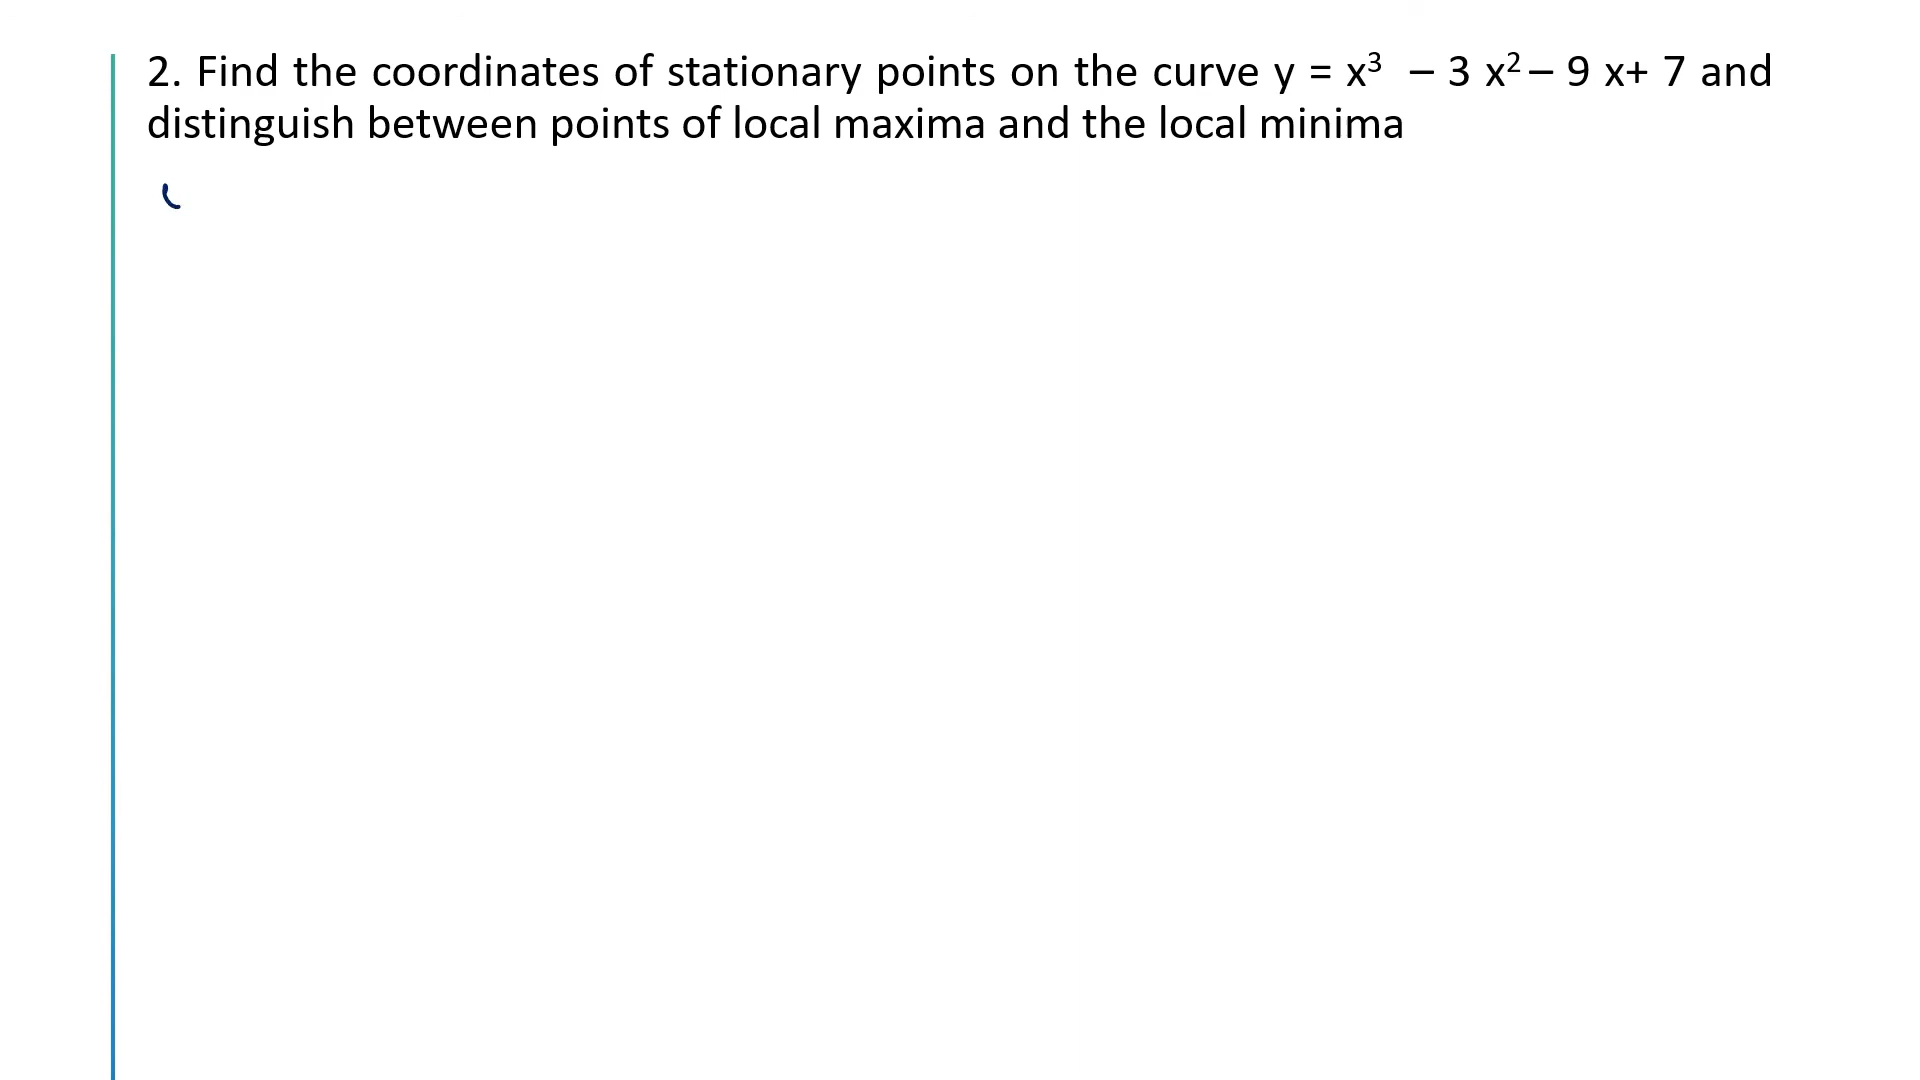 2. Find the coordinates of stationary points on the curve y = x³ – 3 x² – 9 x+ 7 and
distinguish between points of local maxima and the local minima